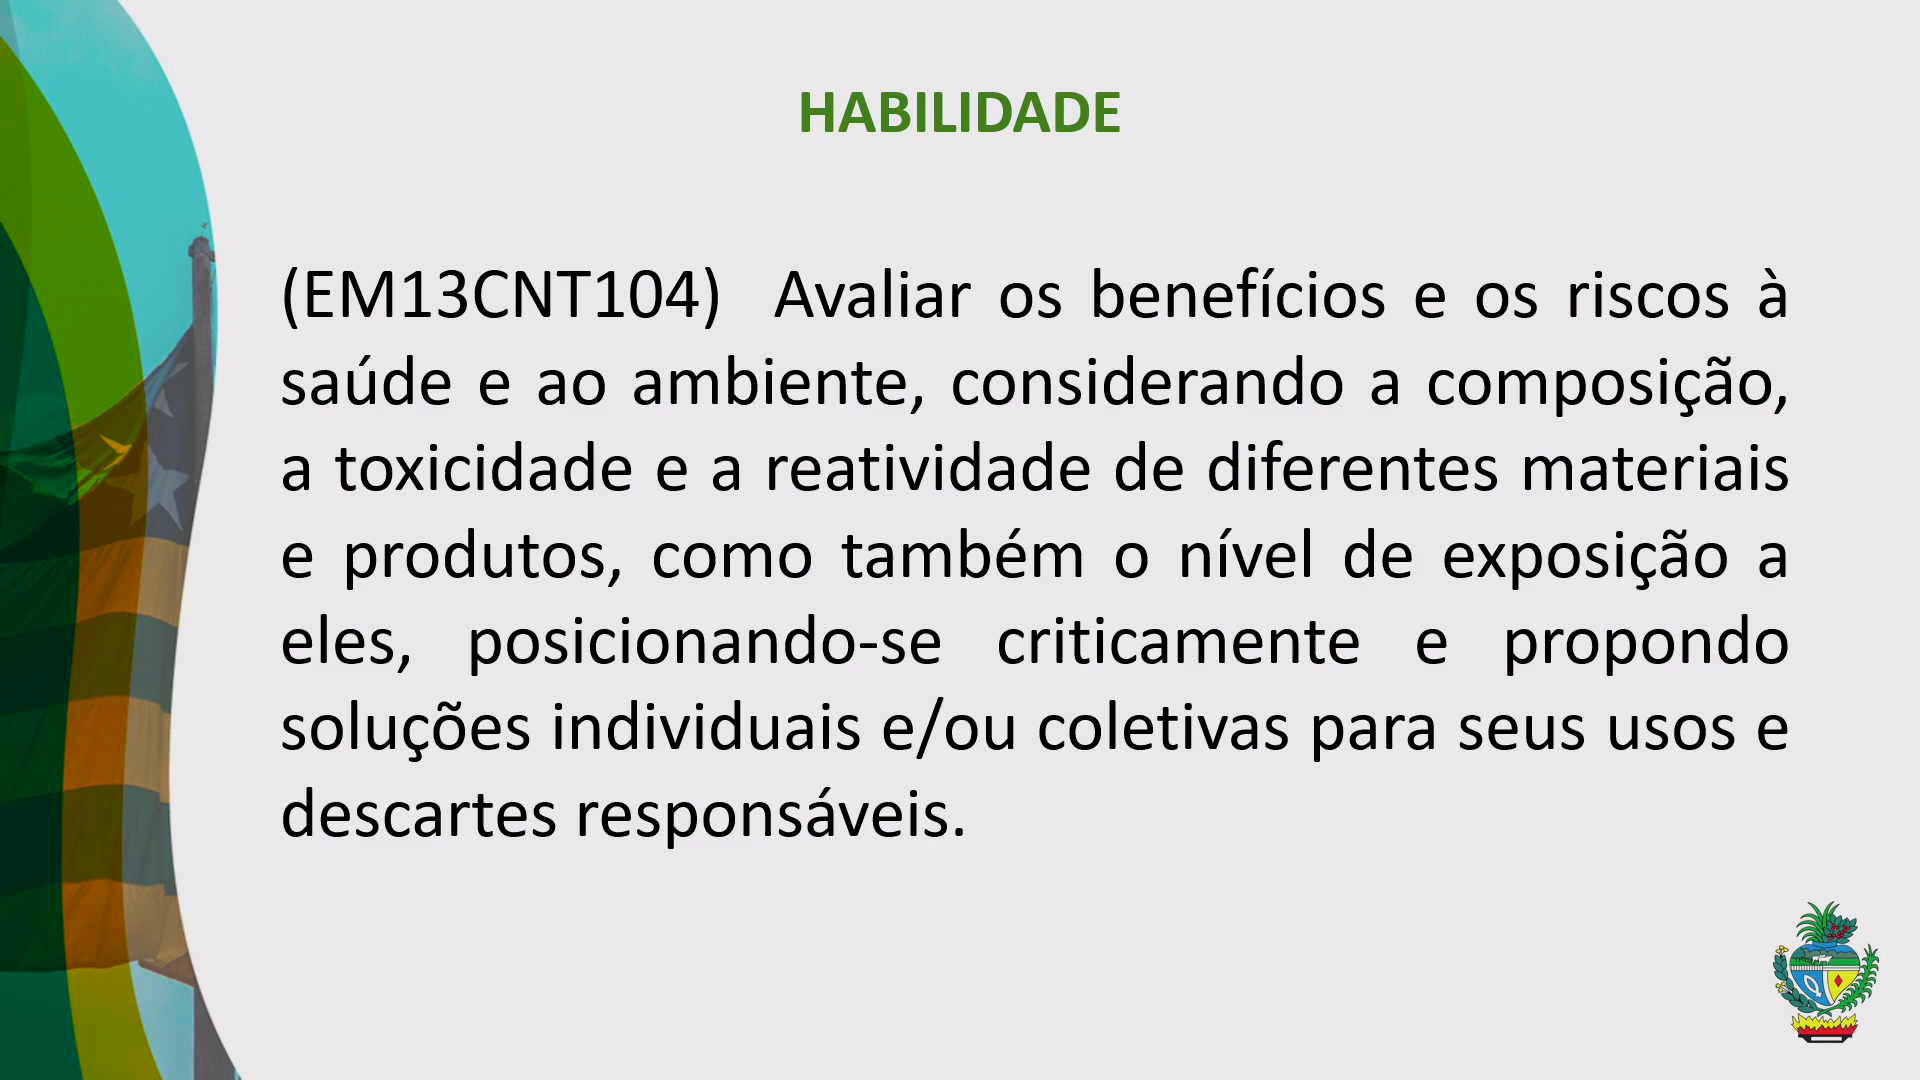 HABILIDADE
(EM13CNT104) Avaliar os benefícios e os riscos à
saúde e ao ambiente, considerando a composição,
a toxicidade e a reatividade de diferentes materiais
e produtos, como também o nível de exposição a
eles, posicionando-se criticamente e propondo
soluções individuais e/ou coletivas para seus usos e
descartes responsáveis.